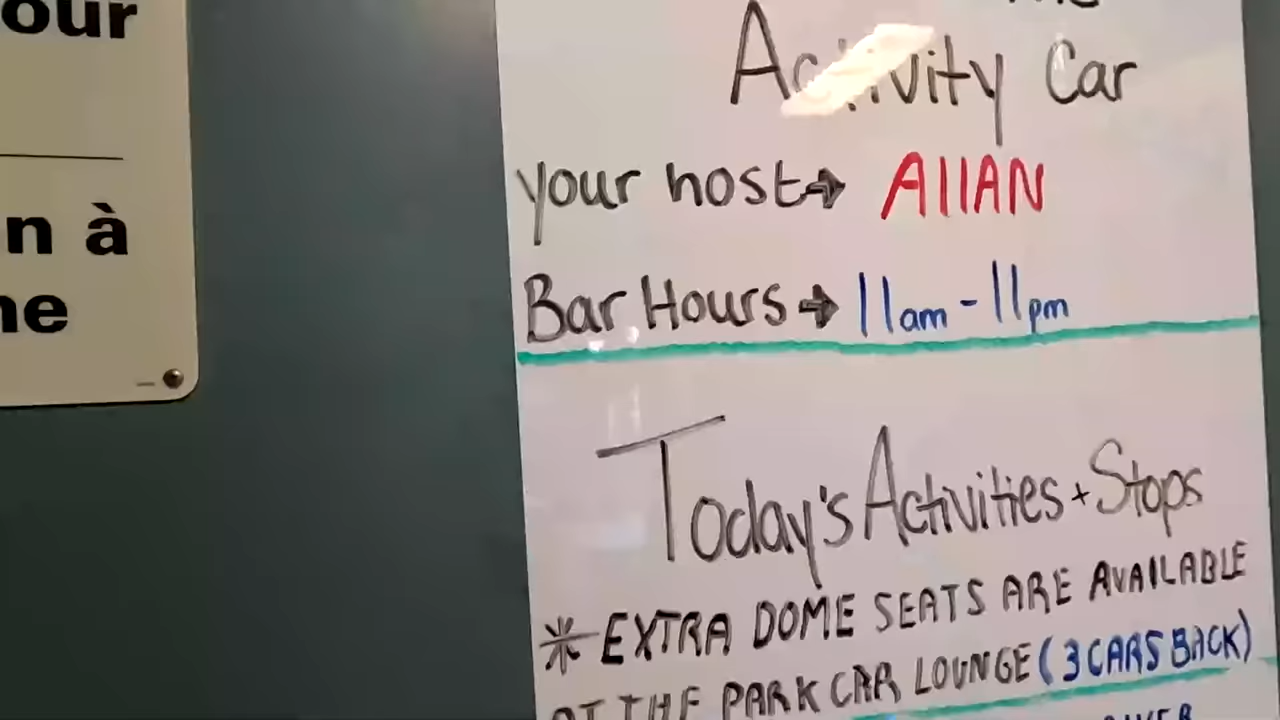 our
n à
ne
Activity Car
your host→ AllAN
Bar Hours→ 11am - 11pm
Today's Activities + Stops
* EXTRA DOME SEATS ARE AVAILABLE
AT THE PARK CAR LOUNGE (3 CARS BACK)